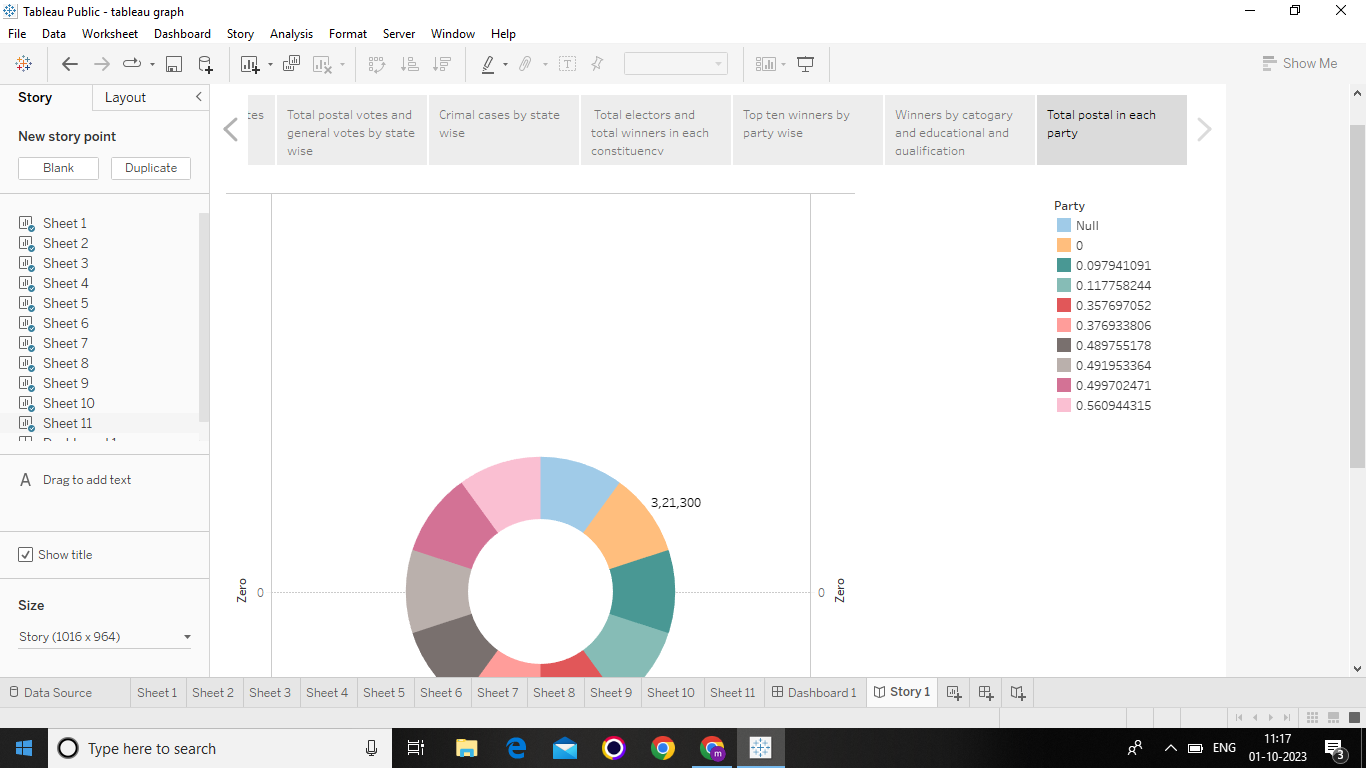 Tableau Public - tableau graph
File Data Worksheet Dashboard Story Analysis Format Server Window Help
Show Me
Story Layout
New story point
Blank Duplicate
Sheet 1
Sheet 2
Sheet 3
Sheet 4
Sheet 5
Sheet 6
Sheet 7
Sheet 8
Sheet 9
Sheet 10
Sheet 11
A Drag to add text
Show title
Size
Story (1016 x 964)
Total postal votes and
general votes by state
wise
Crimal cases by state
wise
Total electors and
total winners in each
constituency
Top ten winners by
party wise
Winners by catogary
and educational and
qualification
Total postal in each
party
Party
Null
0
0.097941091
0.117758244
0.357697052
0.376933806
0.489755178
0.491953364
0.499702471
0.560944315
3,21,300
Zero 0 0 Zero
Data Source Sheet 1 Sheet 2 Sheet 3 Sheet 4 Sheet 5 Sheet 6 Sheet 7 Sheet 8 Sheet 9 Sheet 10 Sheet 11 Dashboard 1 Story 1
Type here to search
ENG
11:17
01-10-2023
3